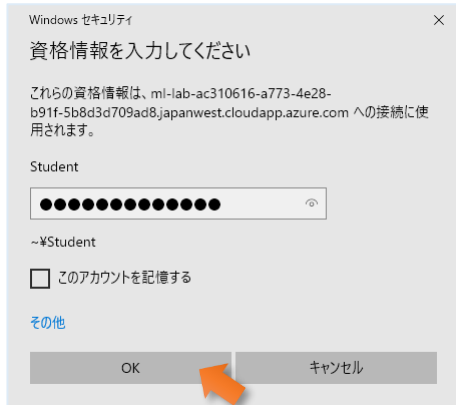 Windows セキュリティ
資格情報を入力してください
これらの資格情報は、ml-lab-ac310616-a773-4e28-
b91f-5b8d3d709ad8.japanwest.cloudapp.azure.com への接続に使
用されます。
Student
●●●●●●●●●●●●●
~¥Student
このアカウントを記憶する
その他
OK
キャンセル